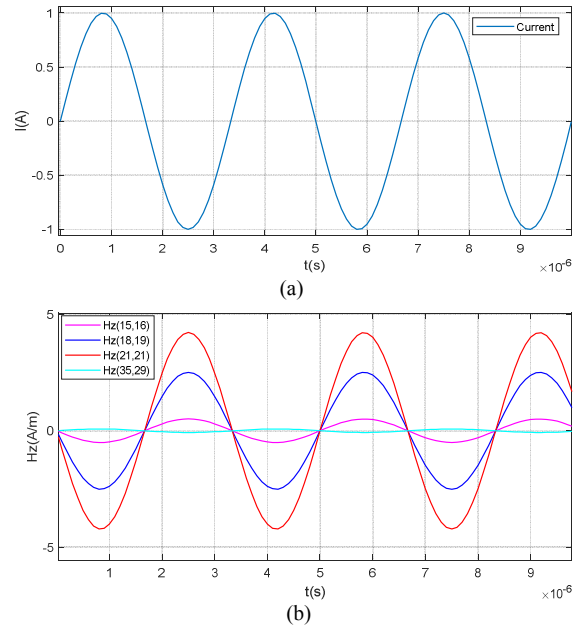 1
0.5
0
-0.5
-1
I(A)
Current
0 1 2 3 4 5 6 7 8 9
t(s)
×10^-6
(a)
5
0
-5
Hz(A/m)
Hz(15,16)
Hz(18,19)
Hz(21,21)
Hz(35,29)
1 2 3 4 5 6 7 8 9
t(s)
×10^-6
(b)